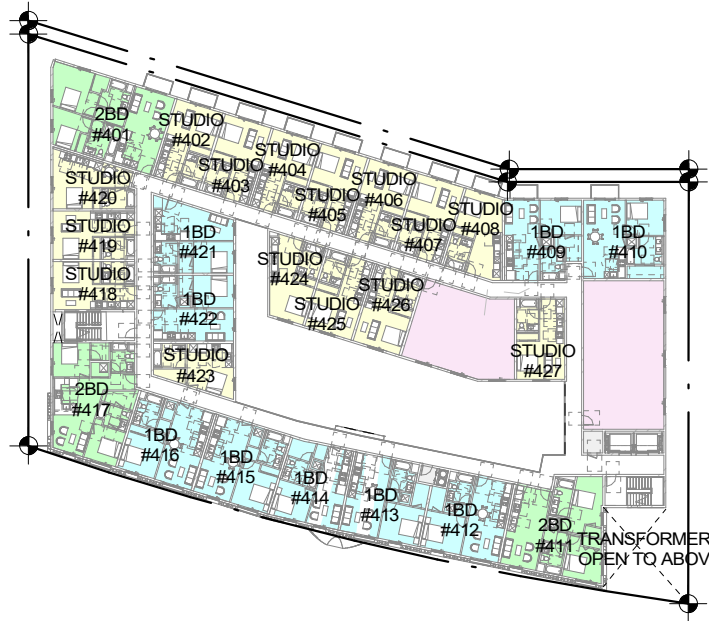 2BD
#401
STUDIO
#402
STUDIO
#403
STUDIO
#404
STUDIO
#405
STUDIO
#406
STUDIO
#407
STUDIO
#408
1BD
#409
1BD
#410
STUDIO
#420
STUDIO
#419
STUDIO
#418
1BD
#421
1BD
#422
STUDIO
#423
STUDIO
#424
STUDIO
#425
STUDIO
#426
STUDIO
#427
2BD
#417
1BD
#416
1BD
#415
1BD
#414
1BD
#413
1BD
#412
2BD
#411
TRANSFORMER
OPEN TO ABOV